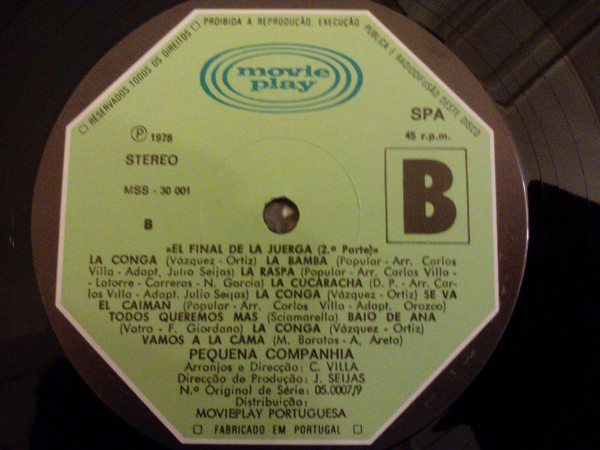 □ RESERVADOS TODOS OS DIREITOS □ PROIBIDA A REPRODUÇÃO, EXECUÇÃO PÚBLICA E RADIODIFUSÃO DESTE DISCO □
movie
play
SPA
Ⓟ 1978
45 r.p.m.
STEREO
MSS - 30 001
B
B
«EL FINAL DE LA JUERGA (2.ª Parte)»
LA CONGA (Vázquez - Ortiz) LA BAMBA (Popular - Arr. Carlos
Villa - Adapt, Julio Seijas) LA RASPA (Popular - Arr. Carlos Villa -
- Latorre - Carreras - N. García) LA CUCARACHA (D. P. - Arr. Car-
los Villa - Adapt. Julio Seijas) LA CONGA (Vázquez - Ortiz) SE VA
EL CAIMAN (Popular - Arr. Carlos Villa - Adapt. Orozco)
TODOS QUEREMOS MAS (Sciamarella) BAIO DE ANA
(Vatro - F. Giordano) LA CONGA (Vázquez - Ortiz)
VAMOS A LA CAMA (M. Baratas - A, Areta)
PEQUENA COMPANHIA
Arranjos e Direcção: C. VILLA
Direcção de Produção: J. SEIJAS
N.º Original de Série: 05.0007/9
Distribuição:
MOVIEPLAY PORTUGUESA
□ FABRICADO EM PORTUGAL □